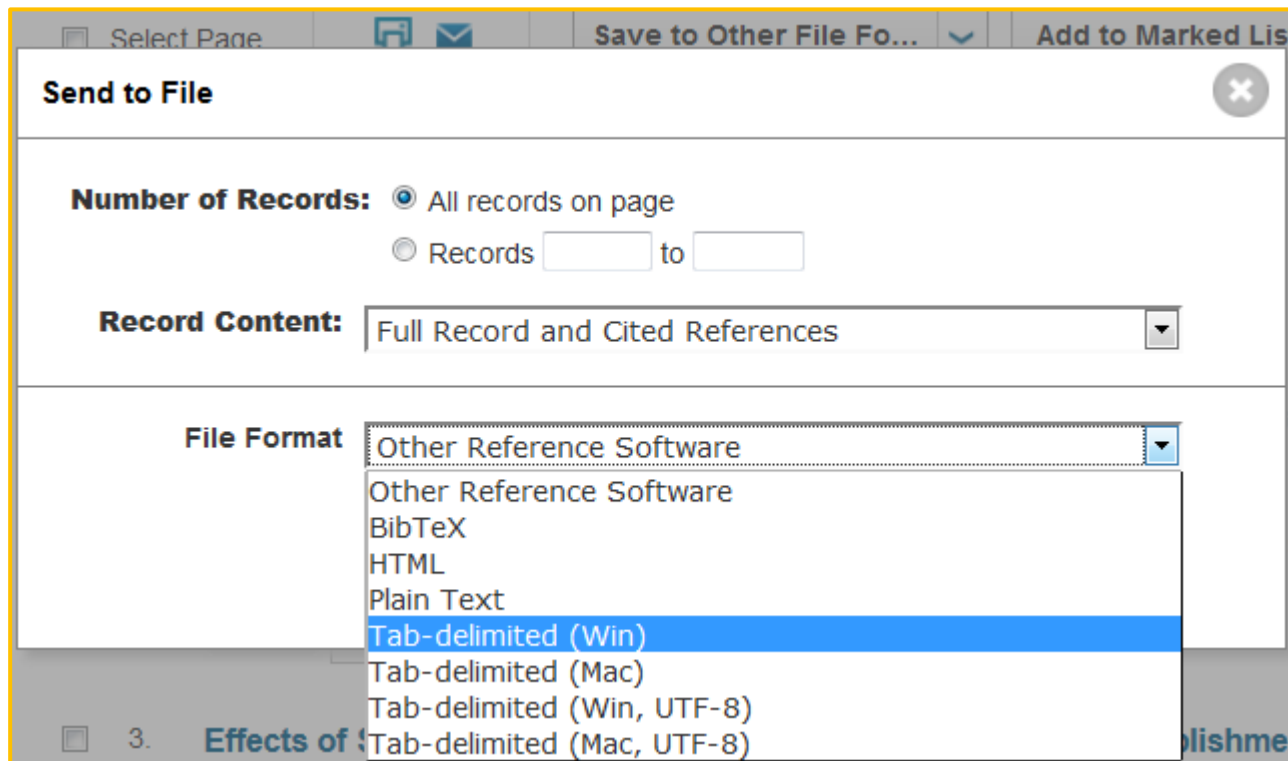 Select Page Save to Other File Fo... Add to Marked Lis
Send to File
Number of Records: All records on page
Records to
Record Content: Full Record and Cited References
File Format Other Reference Software
Other Reference Software
BibTeX
HTML
Plain Text
Tab-delimited (Win)
Tab-delimited (Mac)
Tab-delimited (Win, UTF-8)
3. Effects of Tab-delimited (Mac, UTF-8) lishme